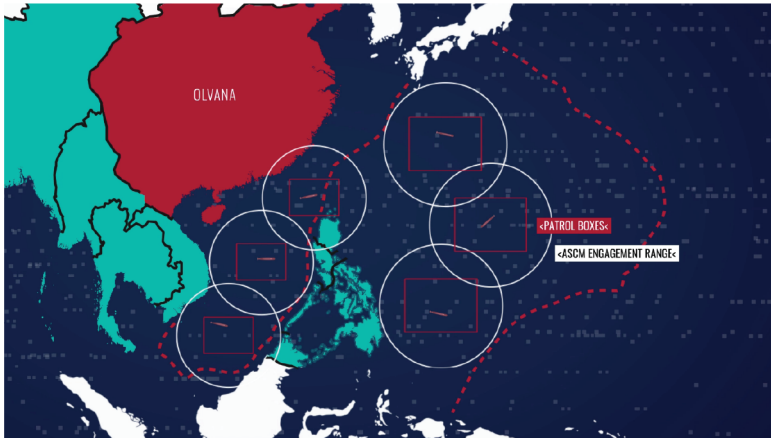 OLVANA
<PATROL BOXES<
<ASCM ENGAGEMENT RANGE<